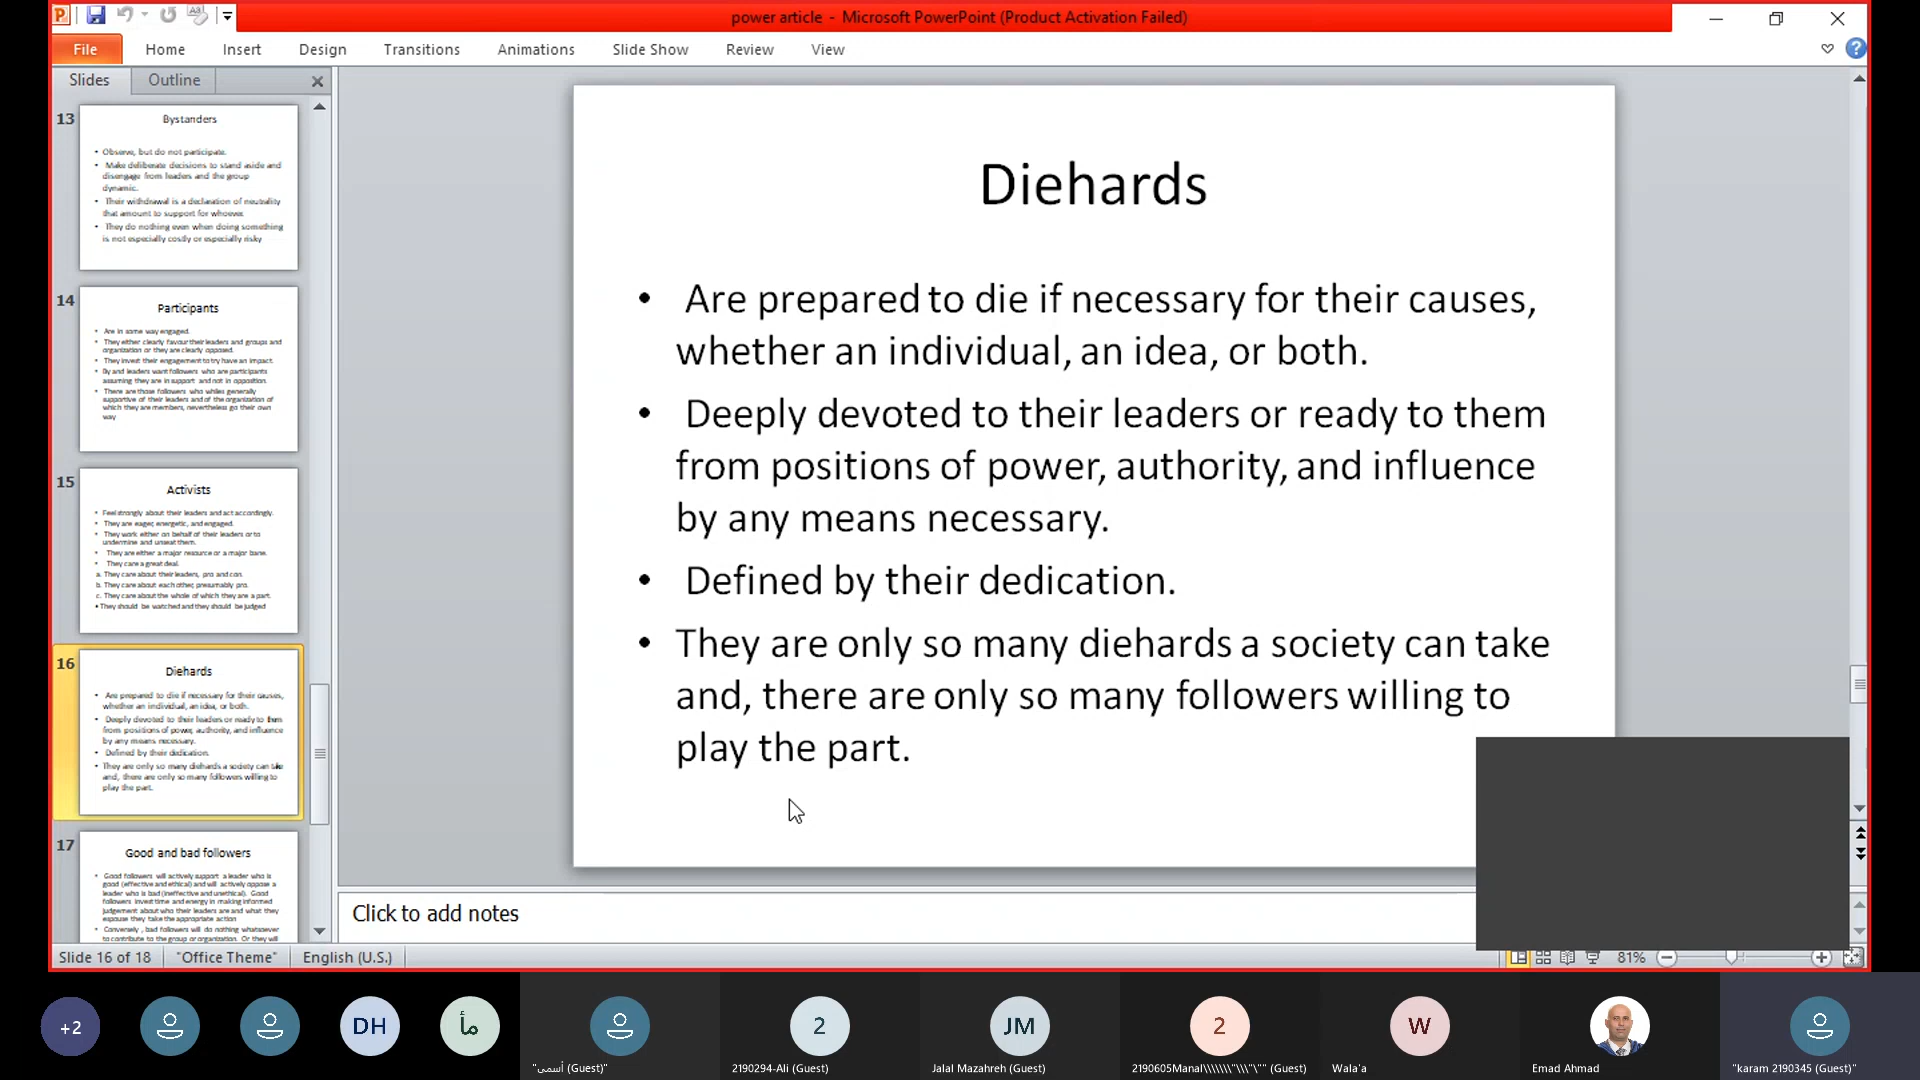 power article - Microsoft PowerPoint (Product Activation Failed)
File Home Insert Design Transitions Animations Slide Show Review View
Slides Outline
13
Bystanders
• Observe, but do not participate.
• Make deliberate decisions to stand aside and
disengage from leaders and the group
dynamic.
• Their withdrawal is a declaration of neutrality
that amount to support for whoever.
• They do nothing even when doing something
is not especially costly or especially risky
14
Participants
• Are in some way engaged.
• They either clearly favour their leaders and groups and
organization or they are clearly opposed.
• They invest their engagement to try have an impact.
• By and leaders want followers who are participants
assuming they are in support and not in opposition.
• There are those followers who whiles generally
supportive of their leaders and of the organization of
which they are members, nevertheless go their own
way
15
Activists
• Feel strongly about their leaders and act accordingly.
• They are eager, energetic, and engaged.
• They work either on behalf of their leaders or to
undermine and unseat them.
• They are either a major resource or a major bane.
• They care a great deal.
a. They care about their leaders, pro and con.
b. They care about each other, presumably pro.
c. They care about the whole of which they are a part.
• They should be watched and they should be judged
16
Diehards
• Are prepared to die if necessary for their causes,
whether an individual, an idea, or both.
• Deeply devoted to their leaders or ready to them
from positions of power, authority, and influence
by any means necessary.
• Defined by their dedication.
• They are only so many diehards a society can take
and, there are only so many followers willing to
play the part.
17
Good and bad followers
• Good followers will actively support a leader who is
good (effective and ethical) and will actively oppose a
leader who is bad (ineffective and unethical). Good
followers invest time and energy in making informed
judgement about who their leaders are and what they
espouse they take the appropriate action
• Conversely, bad followers will do nothing whatsoever
to contribute to the group or organization. Or they will
Diehards
• Are prepared to die if necessary for their causes,
whether an individual, an idea, or both.
• Deeply devoted to their leaders or ready to them
from positions of power, authority, and influence
by any means necessary.
• Defined by their dedication.
• They are only so many diehards a society can take
and, there are only so many followers willing to
play the part.
Click to add notes
Slide 16 of 18 "Office Theme" English (U.S.) 81%
+2 DH مأ 2 JM 2 W
"أسمى (Guest)" 2190294-Ali (Guest) Jalal Mazahreh (Guest) 2190605Manal\\\\\\\"\\\"\"" (Guest) Wala'a Emad Ahmad "karam 2190345 (Guest)"